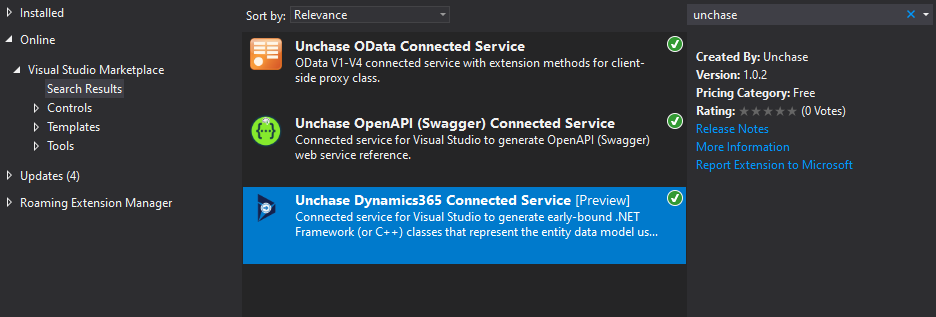 Installed
Online
Visual Studio Marketplace
Search Results
Controls
Templates
Tools
Updates (4)
Roaming Extension Manager
Sort by: Relevance
Unchase OData Connected Service
OData V1-V4 connected service with extension methods for client-
side proxy class.
Unchase OpenAPI (Swagger) Connected Service
Connected service for Visual Studio to generate OpenAPI (Swagger)
web service reference.
Unchase Dynamics365 Connected Service [Preview]
Connected service for Visual Studio to generate early-bound .NET
Framework (or C++) classes that represent the entity data model us...
unchase
Created By: Unchase
Version: 1.0.2
Pricing Category: Free
Rating: (0 Votes)
Release Notes
More Information
Report Extension to Microsoft